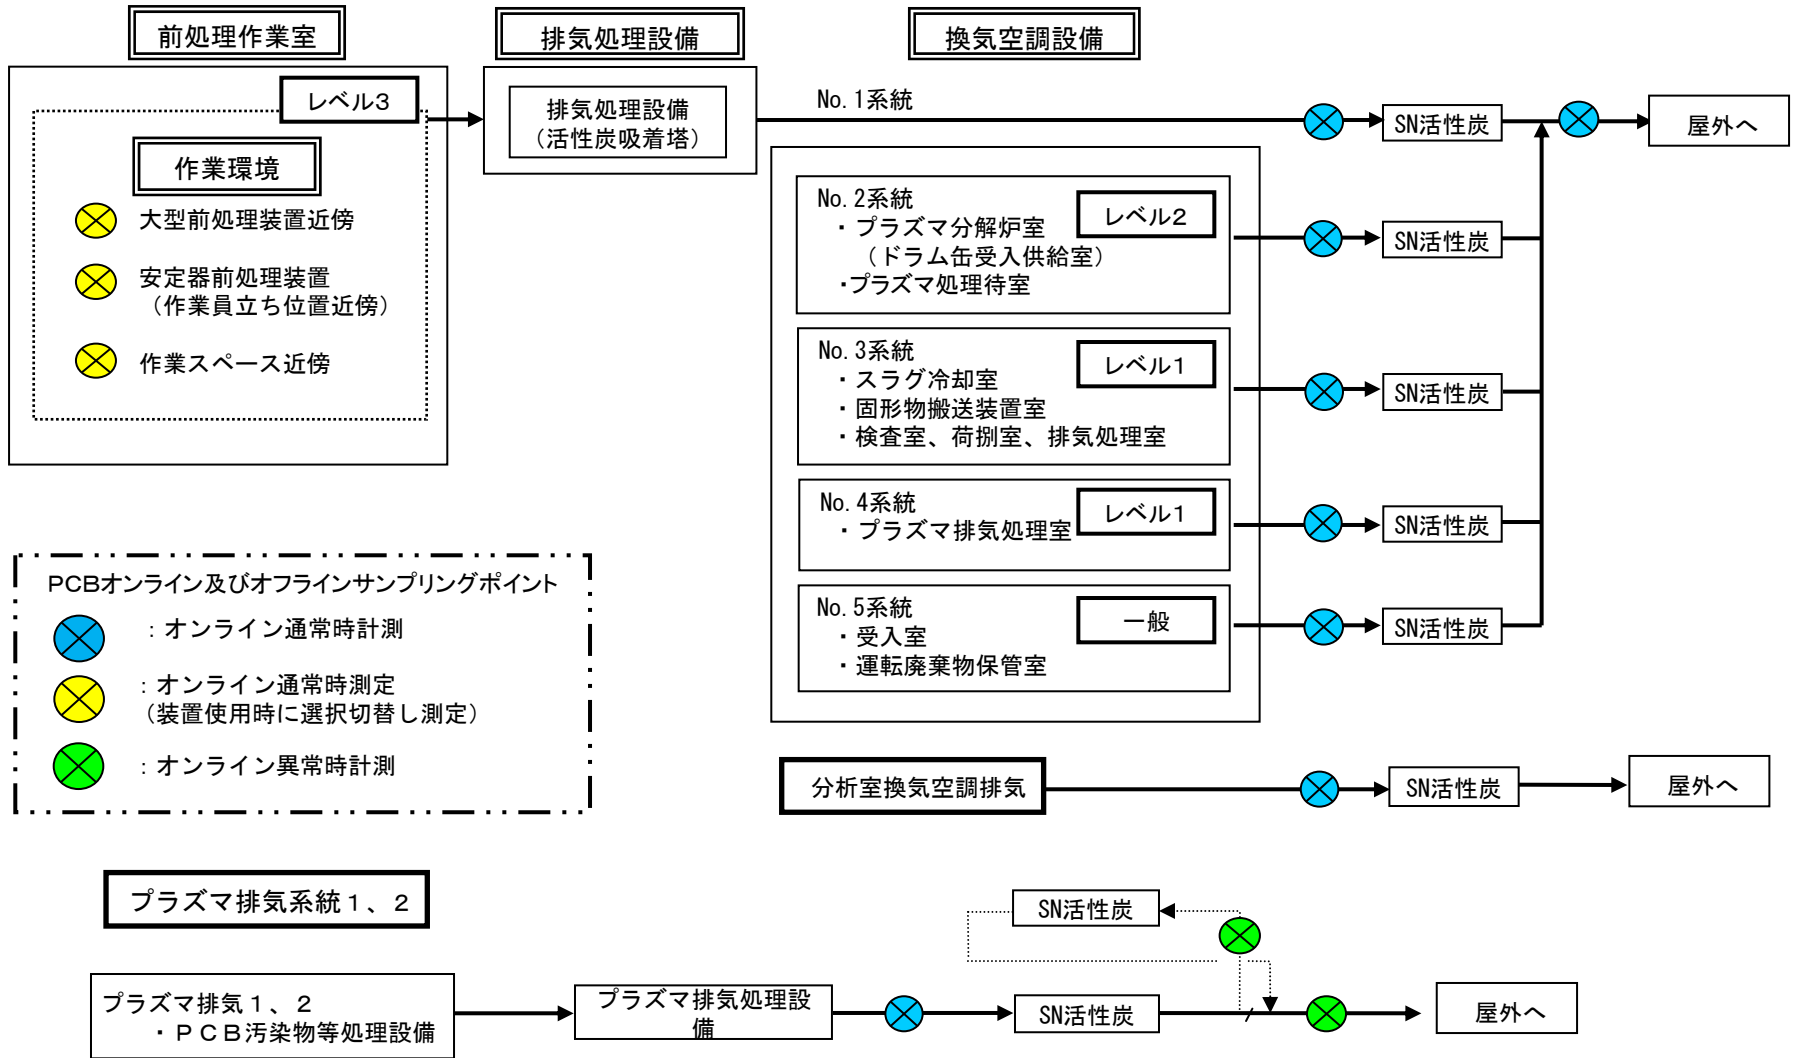 前処理作業室
排気処理設備
換気空調設備
レベル3
作業環境
大型前処理装置近傍
安定器前処理装置
（作業員立ち位置近傍）
作業スペース近傍
排気処理設備
（活性炭吸着塔）
No.1系統
SN活性炭
屋外へ
No.2系統
レベル2
・プラズマ分解炉室
（ドラム缶受入供給室）
・プラズマ処理待室
SN活性炭
No.3系統
レベル1
・スラグ冷却室
・固形物搬送装置室
・検査室、荷捌室、排気処理室
SN活性炭
No.4系統
レベル1
・プラズマ排気処理室
SN活性炭
No.5系統
一般
・受入室
・運転廃棄物保管室
SN活性炭
PCBオンライン及びオフラインサンプリングポイント
：オンライン通常時計測
：オンライン通常時測定
（装置使用時に選択切替し測定）
：オンライン異常時計測
分析室換気空調排気
SN活性炭
屋外へ
プラズマ排気系統１、２
SN活性炭
プラズマ排気１、２
・ＰＣＢ汚染物等処理設備
プラズマ排気処理設
備
SN活性炭
屋外へ